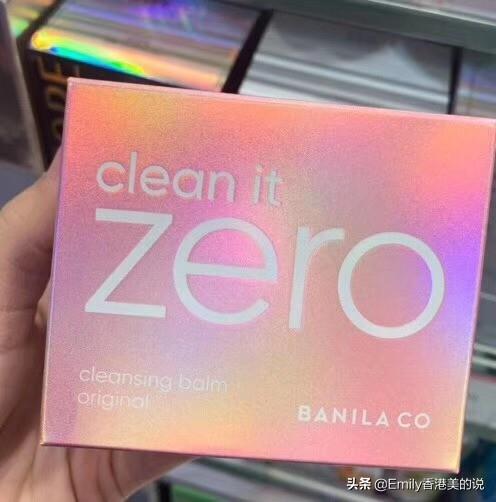 clean it
zero
cleansing balm
original
BANILA CO
头条 @Emily香港美的说